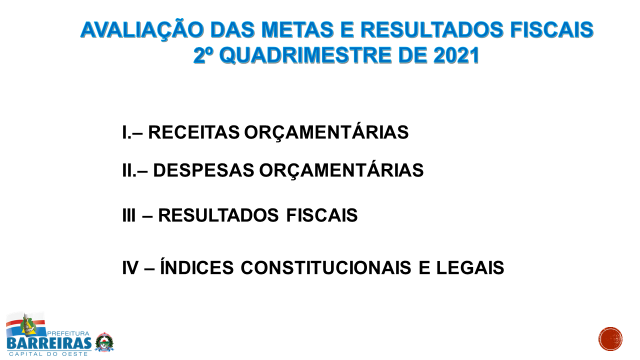 AVALIAÇÃO DAS METAS E RESULTADOS FISCAIS
2º QUADRIMESTRE DE 2021
I.– RECEITAS ORÇAMENTÁRIAS
II.– DESPESAS ORÇAMENTÁRIAS
III – RESULTADOS FISCAIS
IV – ÍNDICES CONSTITUCIONAIS E LEGAIS
PREFEITURA
BARREIRAS
CAPITAL DO OESTE